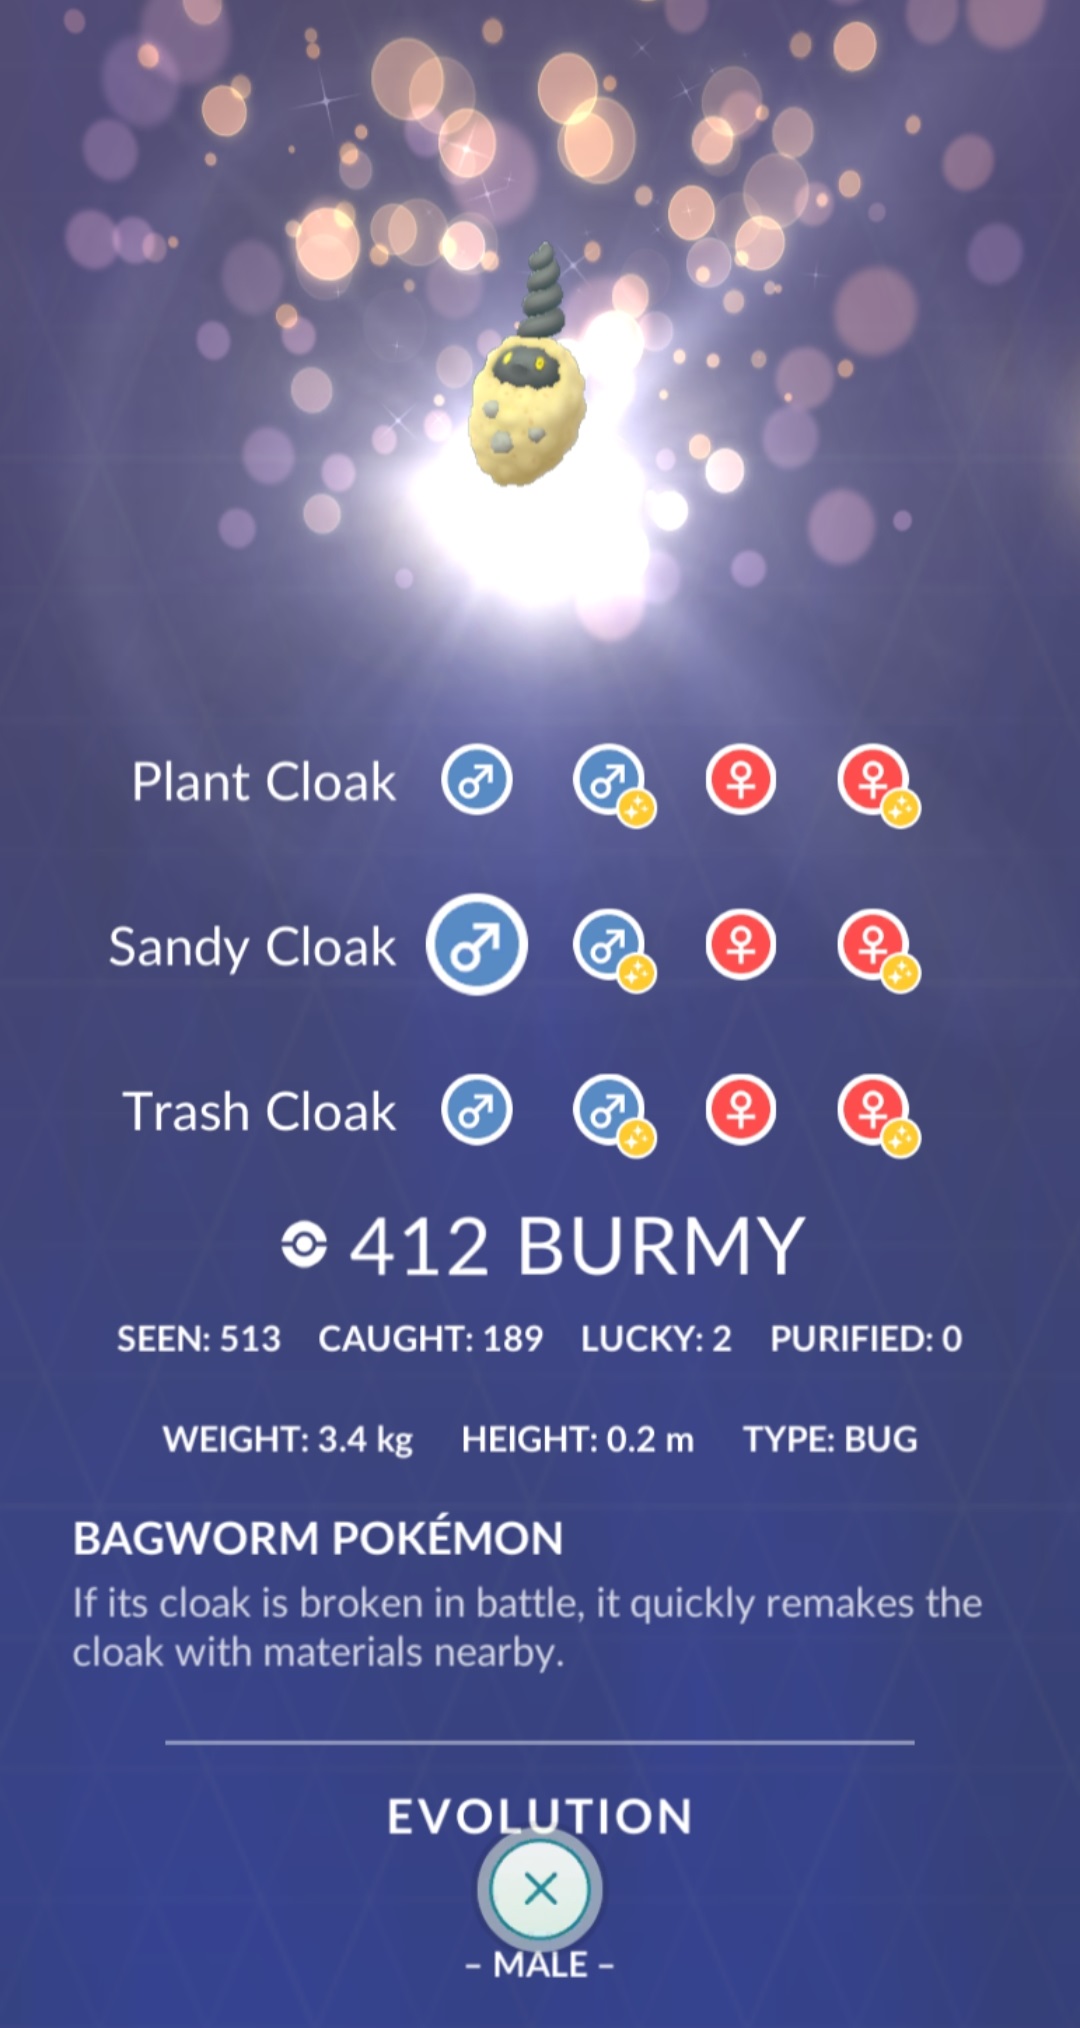 Plant Cloak
Sandy Cloak
Trash Cloak
412 BURMY
SEEN: 513 CAUGHT: 189 LUCKY: 2 PURIFIED: 0
WEIGHT: 3.4 kg HEIGHT: 0.2 m TYPE: BUG
BAGWORM POKÉMON
If its cloak is broken in battle, it quickly remakes the
cloak with materials nearby.
EVOLUTION
– MALE –